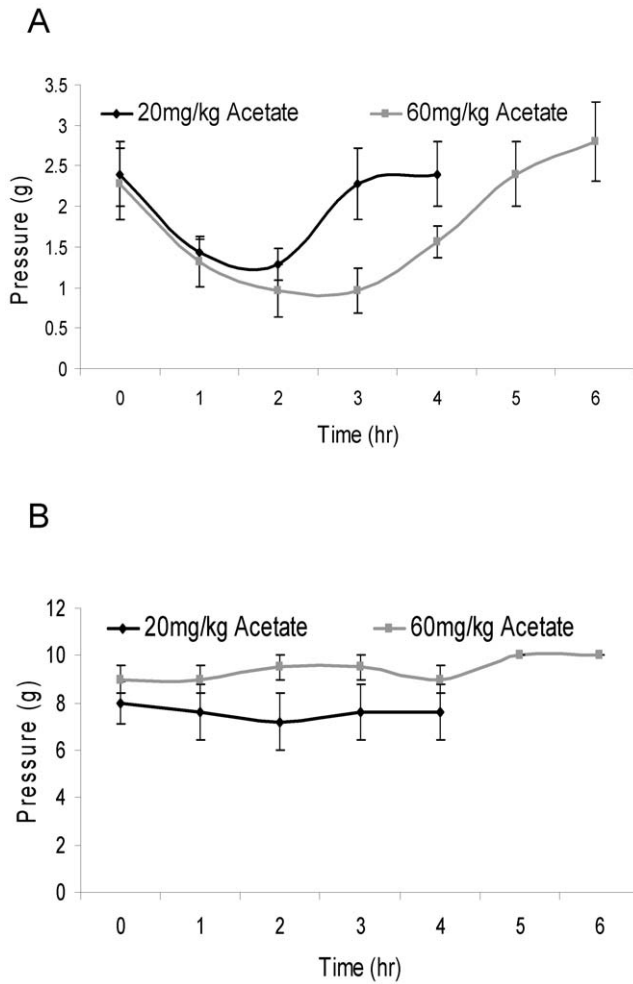 A
3.5
3
2.5
2
1.5
1
0.5
0
Pressure (g)
20mg/kg Acetate 60mg/kg Acetate
0 1 2 3 4 5 6
Time (hr)
B
12
10
8
6
4
2
0
Pressure (g)
20mg/kg Acetate 60mg/kg Acetate
0 1 2 3 4 5 6
Time (hr)